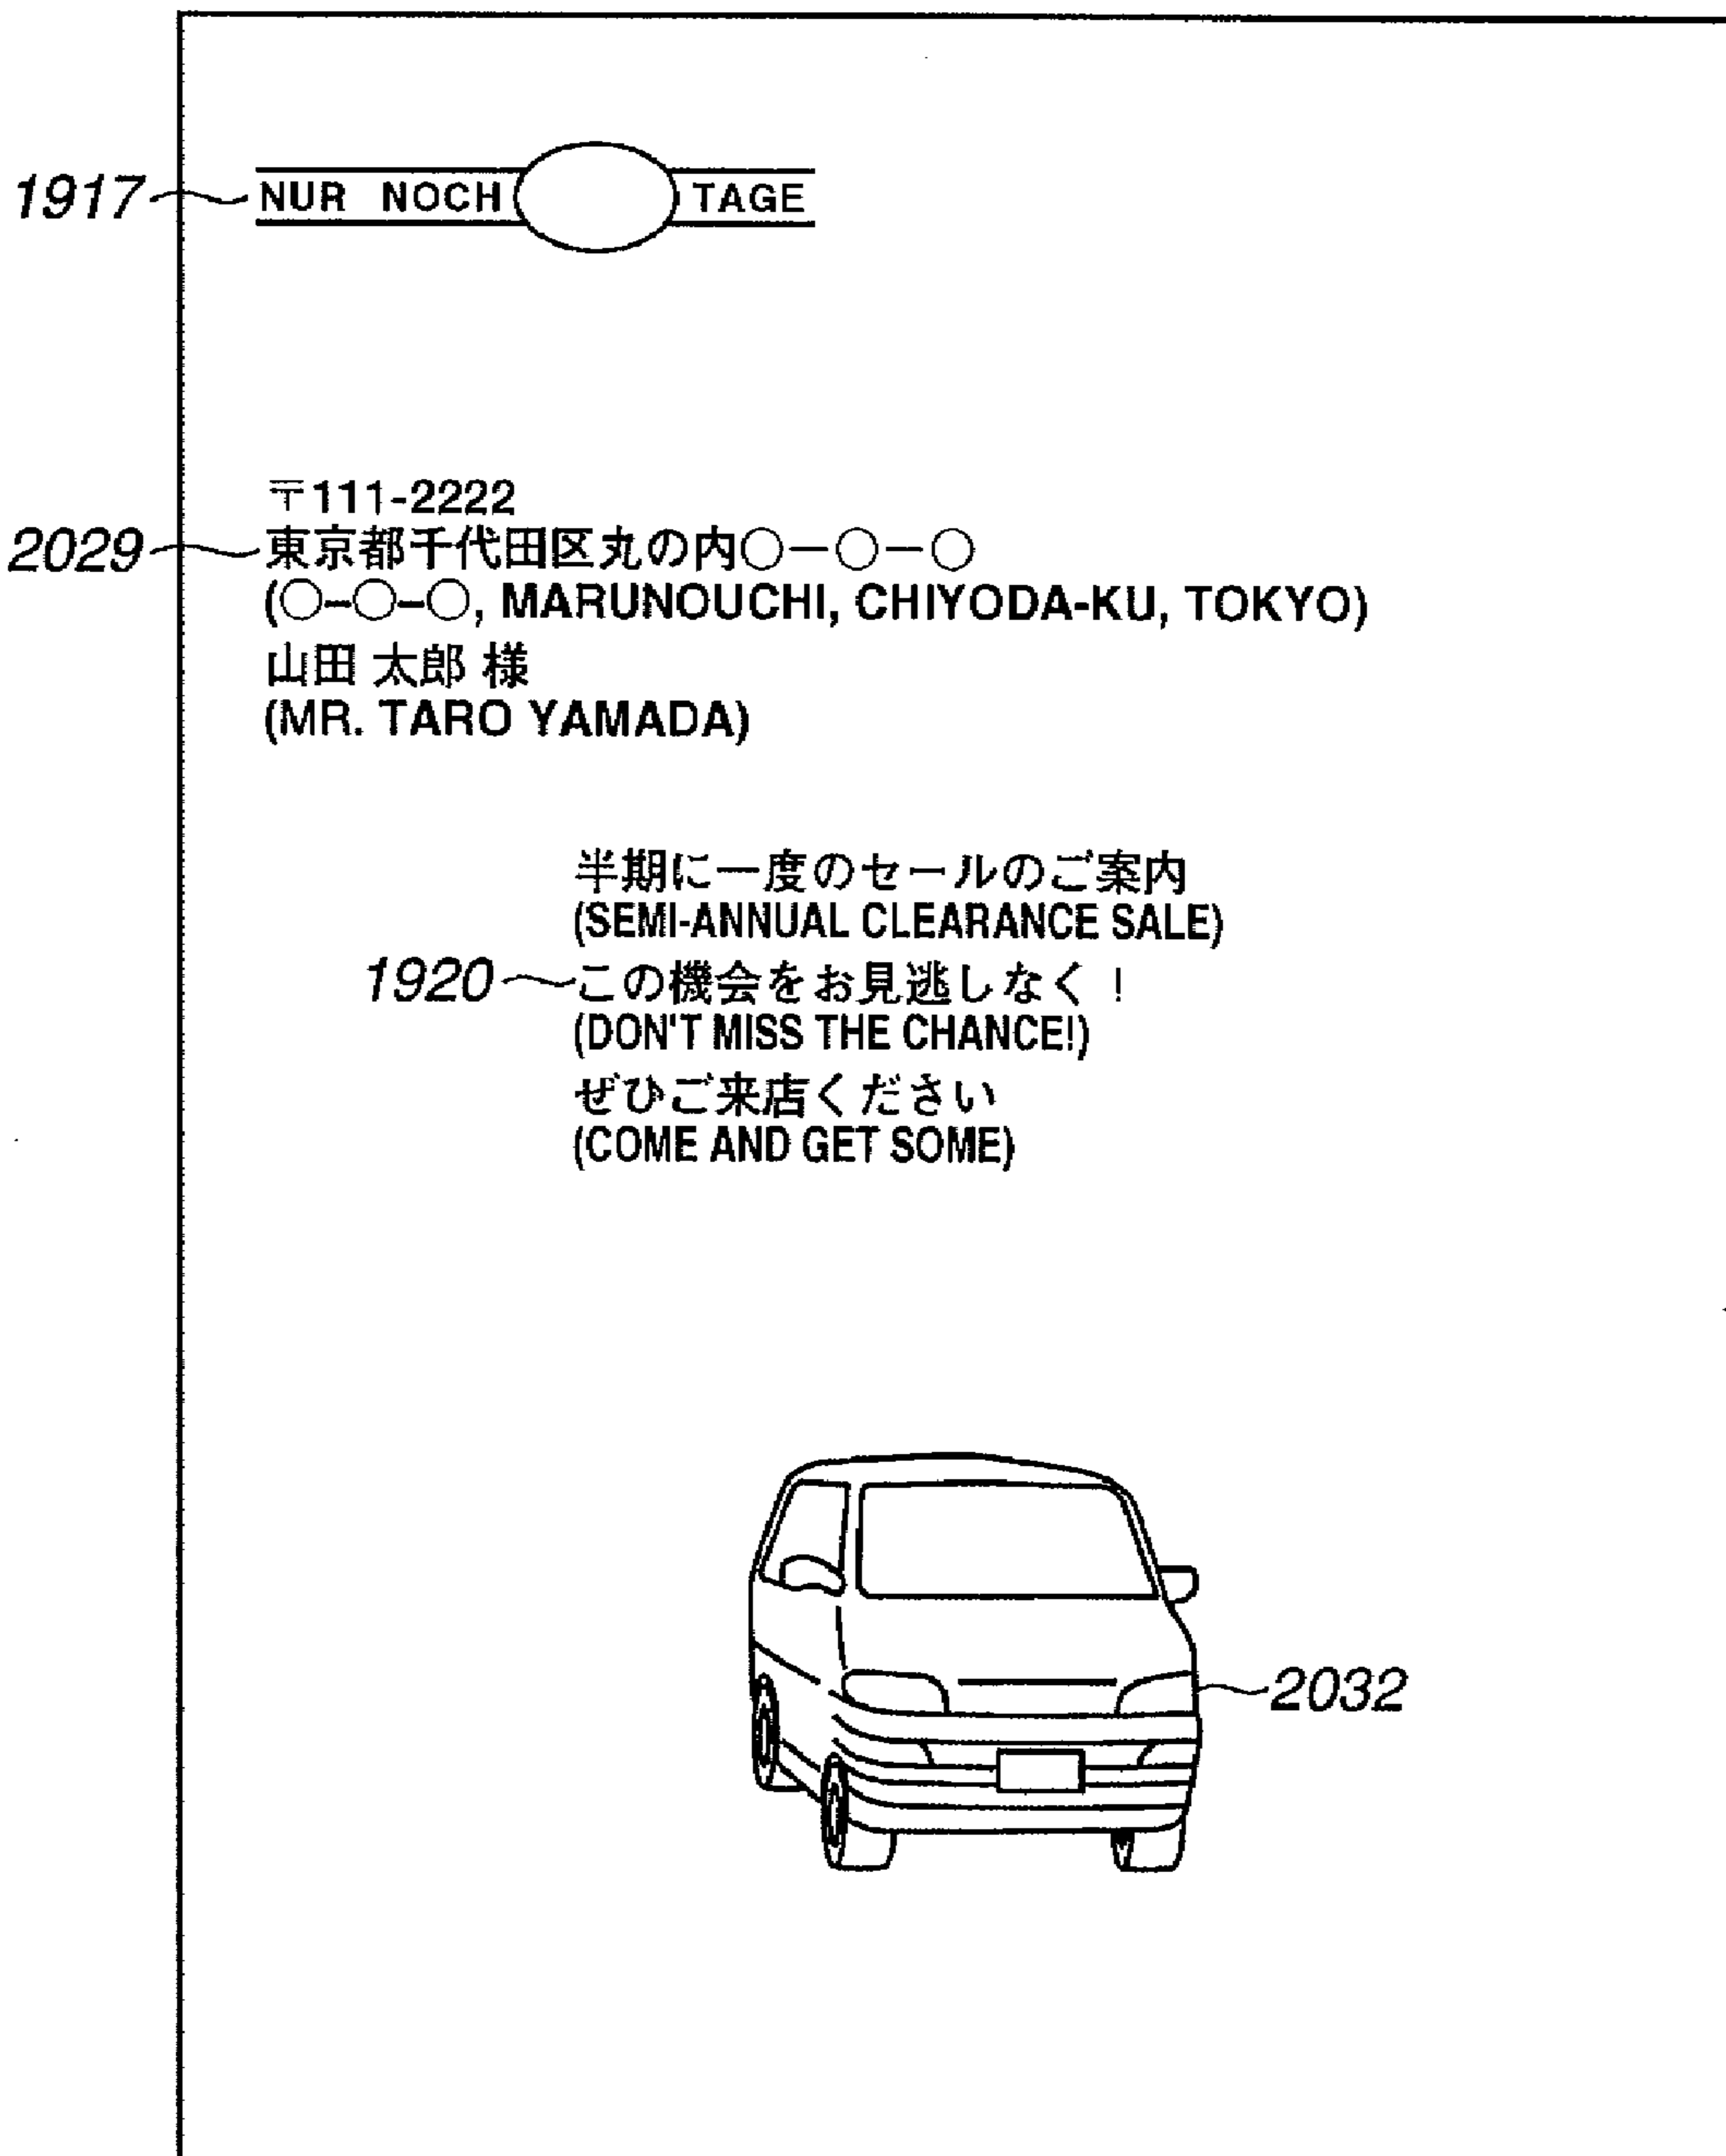 1917 NUR NOCH TAGE
〒111-2222
2029 東京都千代田区丸の内○−○−○
(○−○−○, MARUNOUCHI, CHIYODA-KU, TOKYO)
山田 太郎 様
(MR. TARO YAMADA)
半期に一度のセールのご案内
(SEMI-ANNUAL CLEARANCE SALE)
1920 この機会をお見逃しなく！
(DON'T MISS THE CHANCE!)
ぜひご来店ください
(COME AND GET SOME)
2032